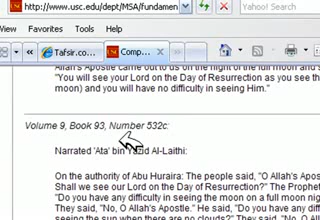 http://www.usc.edu/dept/MSA/fundamen
Yahoo! Search
View Favorites Tools Help
Tafsir.co...
Comp...
Allah's Apostle came out to us on the night of the full moon and s
"You will see your Lord on the Day of Resurrection as you see th
moon) and you will have no difficulty in seeing Him."
Volume 9, Book 93, Number 532c:
Narrated 'Ata' bin Yazid Al-Laithi:
On the authority of Abu Huraira: The people said, "O Allah's Apost
Shall we see our Lord on the Day of Resurrection?" The Prophet
"Do you have any difficulty in seeing the moon on a full moon nigh
They said, "No, O Allah's Apostle." He said, "Do you have any dif
seeing the sun when there are no clouds?" They said, "No, O Al